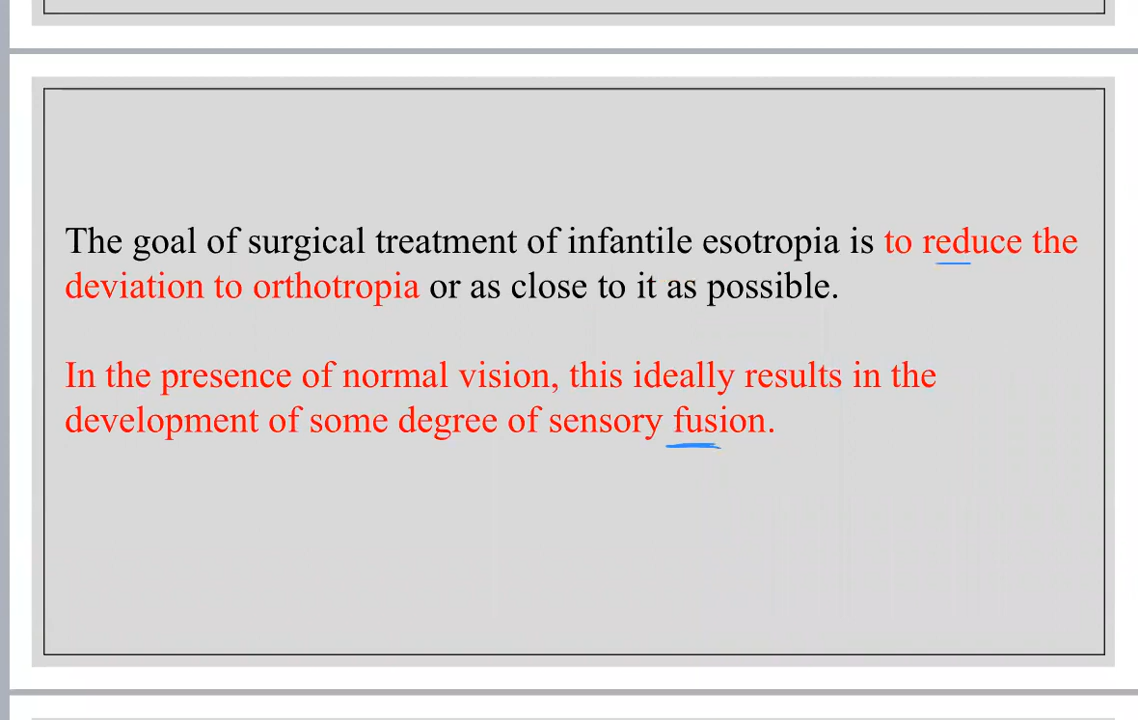 The goal of surgical treatment of infantile esotropia is to reduce the
deviation to orthotropia or as close to it as possible.
In the presence of normal vision, this ideally results in the
development of some degree of sensory fusion.